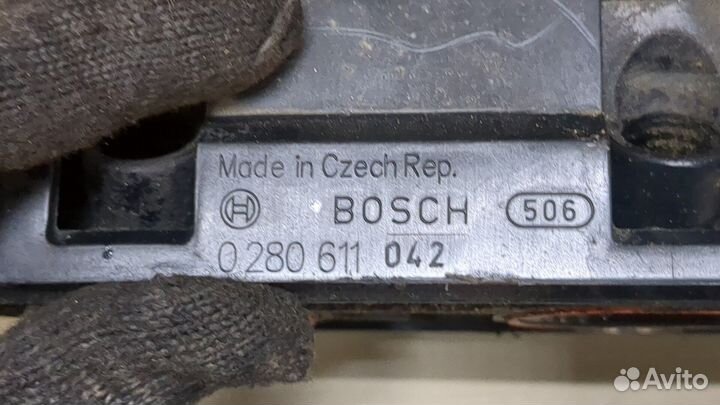 Made in Czech Rep.
BOSCH 506
0 280 611 042
Avito